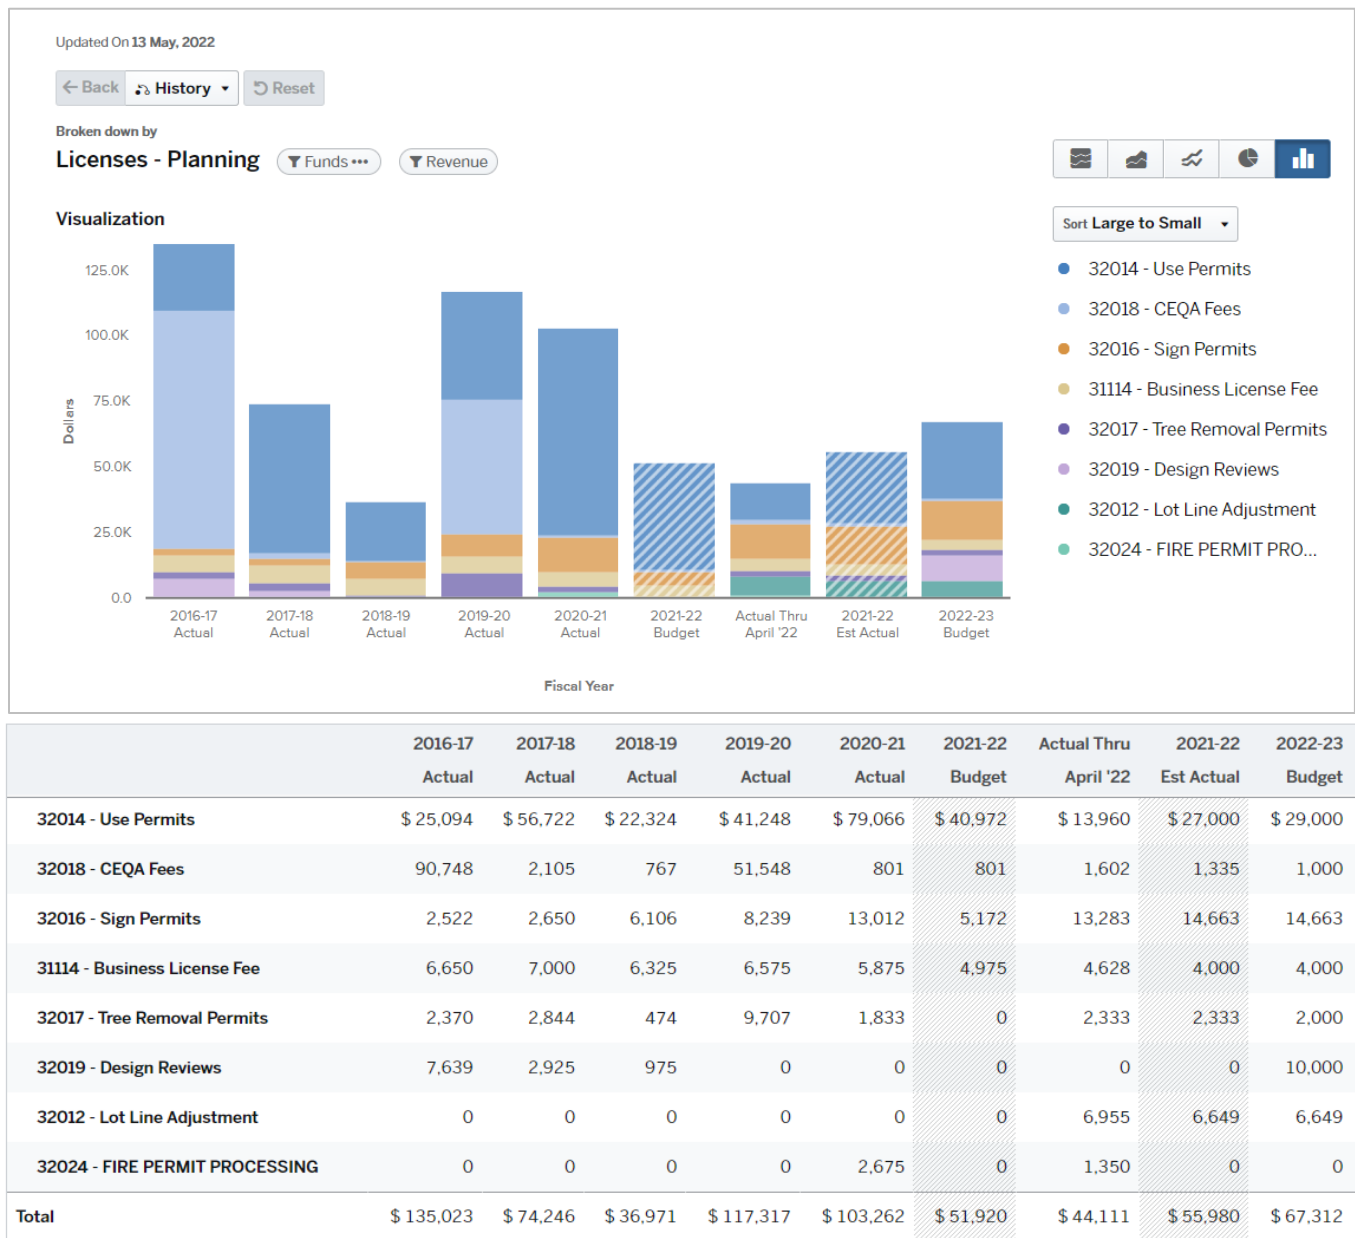 Updated On 13 May, 2022
Back History Reset
Broken down by
Licenses - Planning Funds ••• Revenue
Visualization
Sort Large to Small
32014 - Use Permits
32018 - CEQA Fees
32016 - Sign Permits
31114 - Business License Fee
32017 - Tree Removal Permits
32019 - Design Reviews
32012 - Lot Line Adjustment
32024 - FIRE PERMIT PRO...
Dollars
125.0K
100.0K
75.0K
50.0K
25.0K
0.0
2016-17 2017-18 2018-19 2019-20 2020-21 2021-22 Actual Thru 2021-22 2022-23
Actual Actual Actual Actual Actual Budget April '22 Est Actual Budget
Fiscal Year
2016-17 2017-18 2018-19 2019-20 2020-21 2021-22 Actual Thru 2021-22 2022-23
Actual Actual Actual Actual Actual Budget April '22 Est Actual Budget
32014 - Use Permits $ 25,094 $ 56,722 $ 22,324 $ 41,248 $ 79,066 $ 40,972 $ 13,960 $ 27,000 $ 29,000
32018 - CEQA Fees 90,748 2,105 767 51,548 801 801 1,602 1,335 1,000
32016 - Sign Permits 2,522 2,650 6,106 8,239 13,012 5,172 13,283 14,663 14,663
31114 - Business License Fee 6,650 7,000 6,325 6,575 5,875 4,975 4,628 4,000 4,000
32017 - Tree Removal Permits 2,370 2,844 474 9,707 1,833 0 2,333 2,333 2,000
32019 - Design Reviews 7,639 2,925 975 0 0 0 0 0 10,000
32012 - Lot Line Adjustment 0 0 0 0 0 0 6,955 6,649 6,649
32024 - FIRE PERMIT PROCESSING 0 0 0 0 2,675 0 1,350 0 0
Total $ 135,023 $ 74,246 $ 36,971 $ 117,317 $ 103,262 $ 51,920 $ 44,111 $ 55,980 $ 67,312